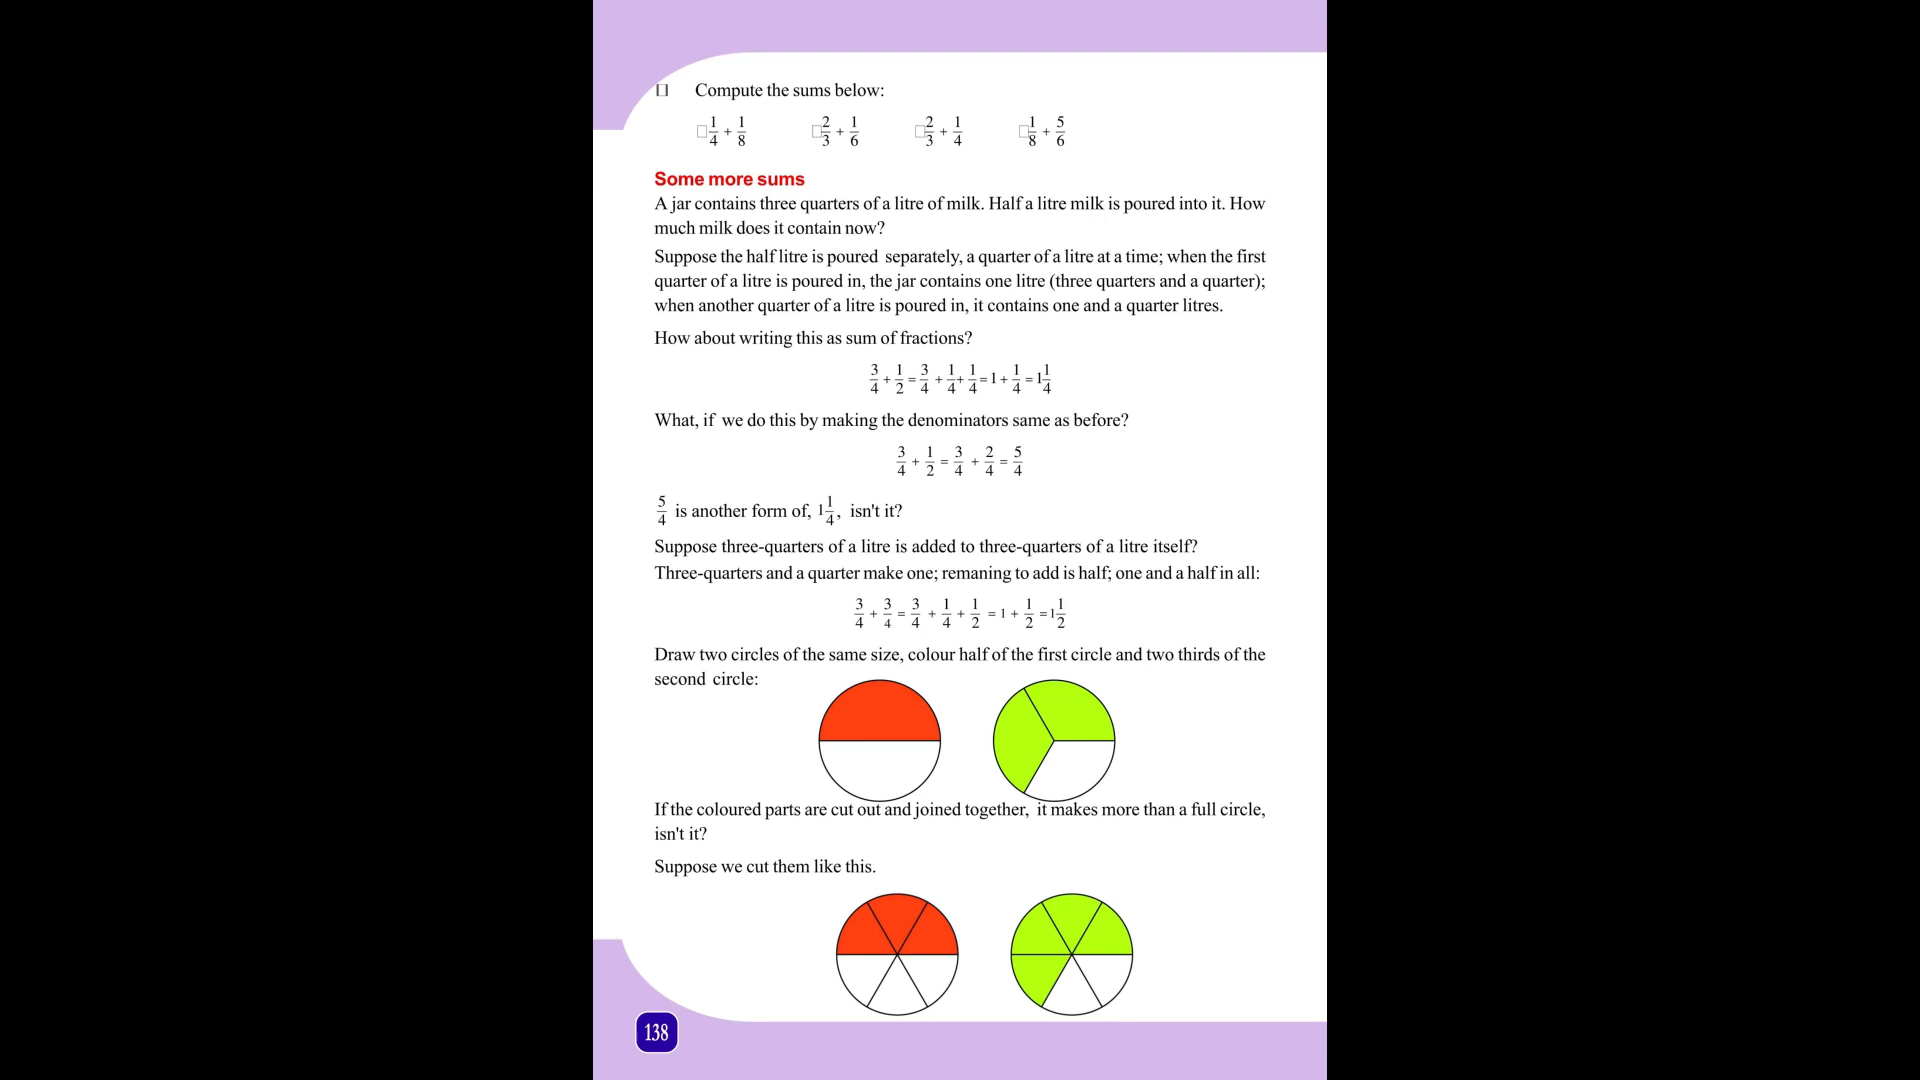 □ Compute the sums below:
□ 1/4 + 1/8 □ 2/3 + 1/6 □ 2/3 + 1/4 □ 1/8 + 5/6
Some more sums
A jar contains three quarters of a litre of milk. Half a litre milk is poured into it. How
much milk does it contain now?
Suppose the half litre is poured separately, a quarter of a litre at a time; when the first
quarter of a litre is poured in, the jar contains one litre (three quarters and a quarter);
when another quarter of a litre is poured in, it contains one and a quarter litres.
How about writing this as sum of fractions?
3/4 + 1/2 = 3/4 + 1/4 + 1/4 = 1 + 1/4 = 1 1/4
What, if we do this by making the denominators same as before?
3/4 + 1/2 = 3/4 + 2/4 = 5/4
5/4 is another form of, 1 1/4, isn't it?
Suppose three-quarters of a litre is added to three-quarters of a litre itself?
Three-quarters and a quarter make one; remaning to add is half; one and a half in all:
3/4 + 3/4 = 3/4 + 1/4 + 1/2 = 1 + 1/2 = 1 1/2
Draw two circles of the same size, colour half of the first circle and two thirds of the
second circle:
If the coloured parts are cut out and joined together, it makes more than a full circle,
isn't it?
Suppose we cut them like this.
138